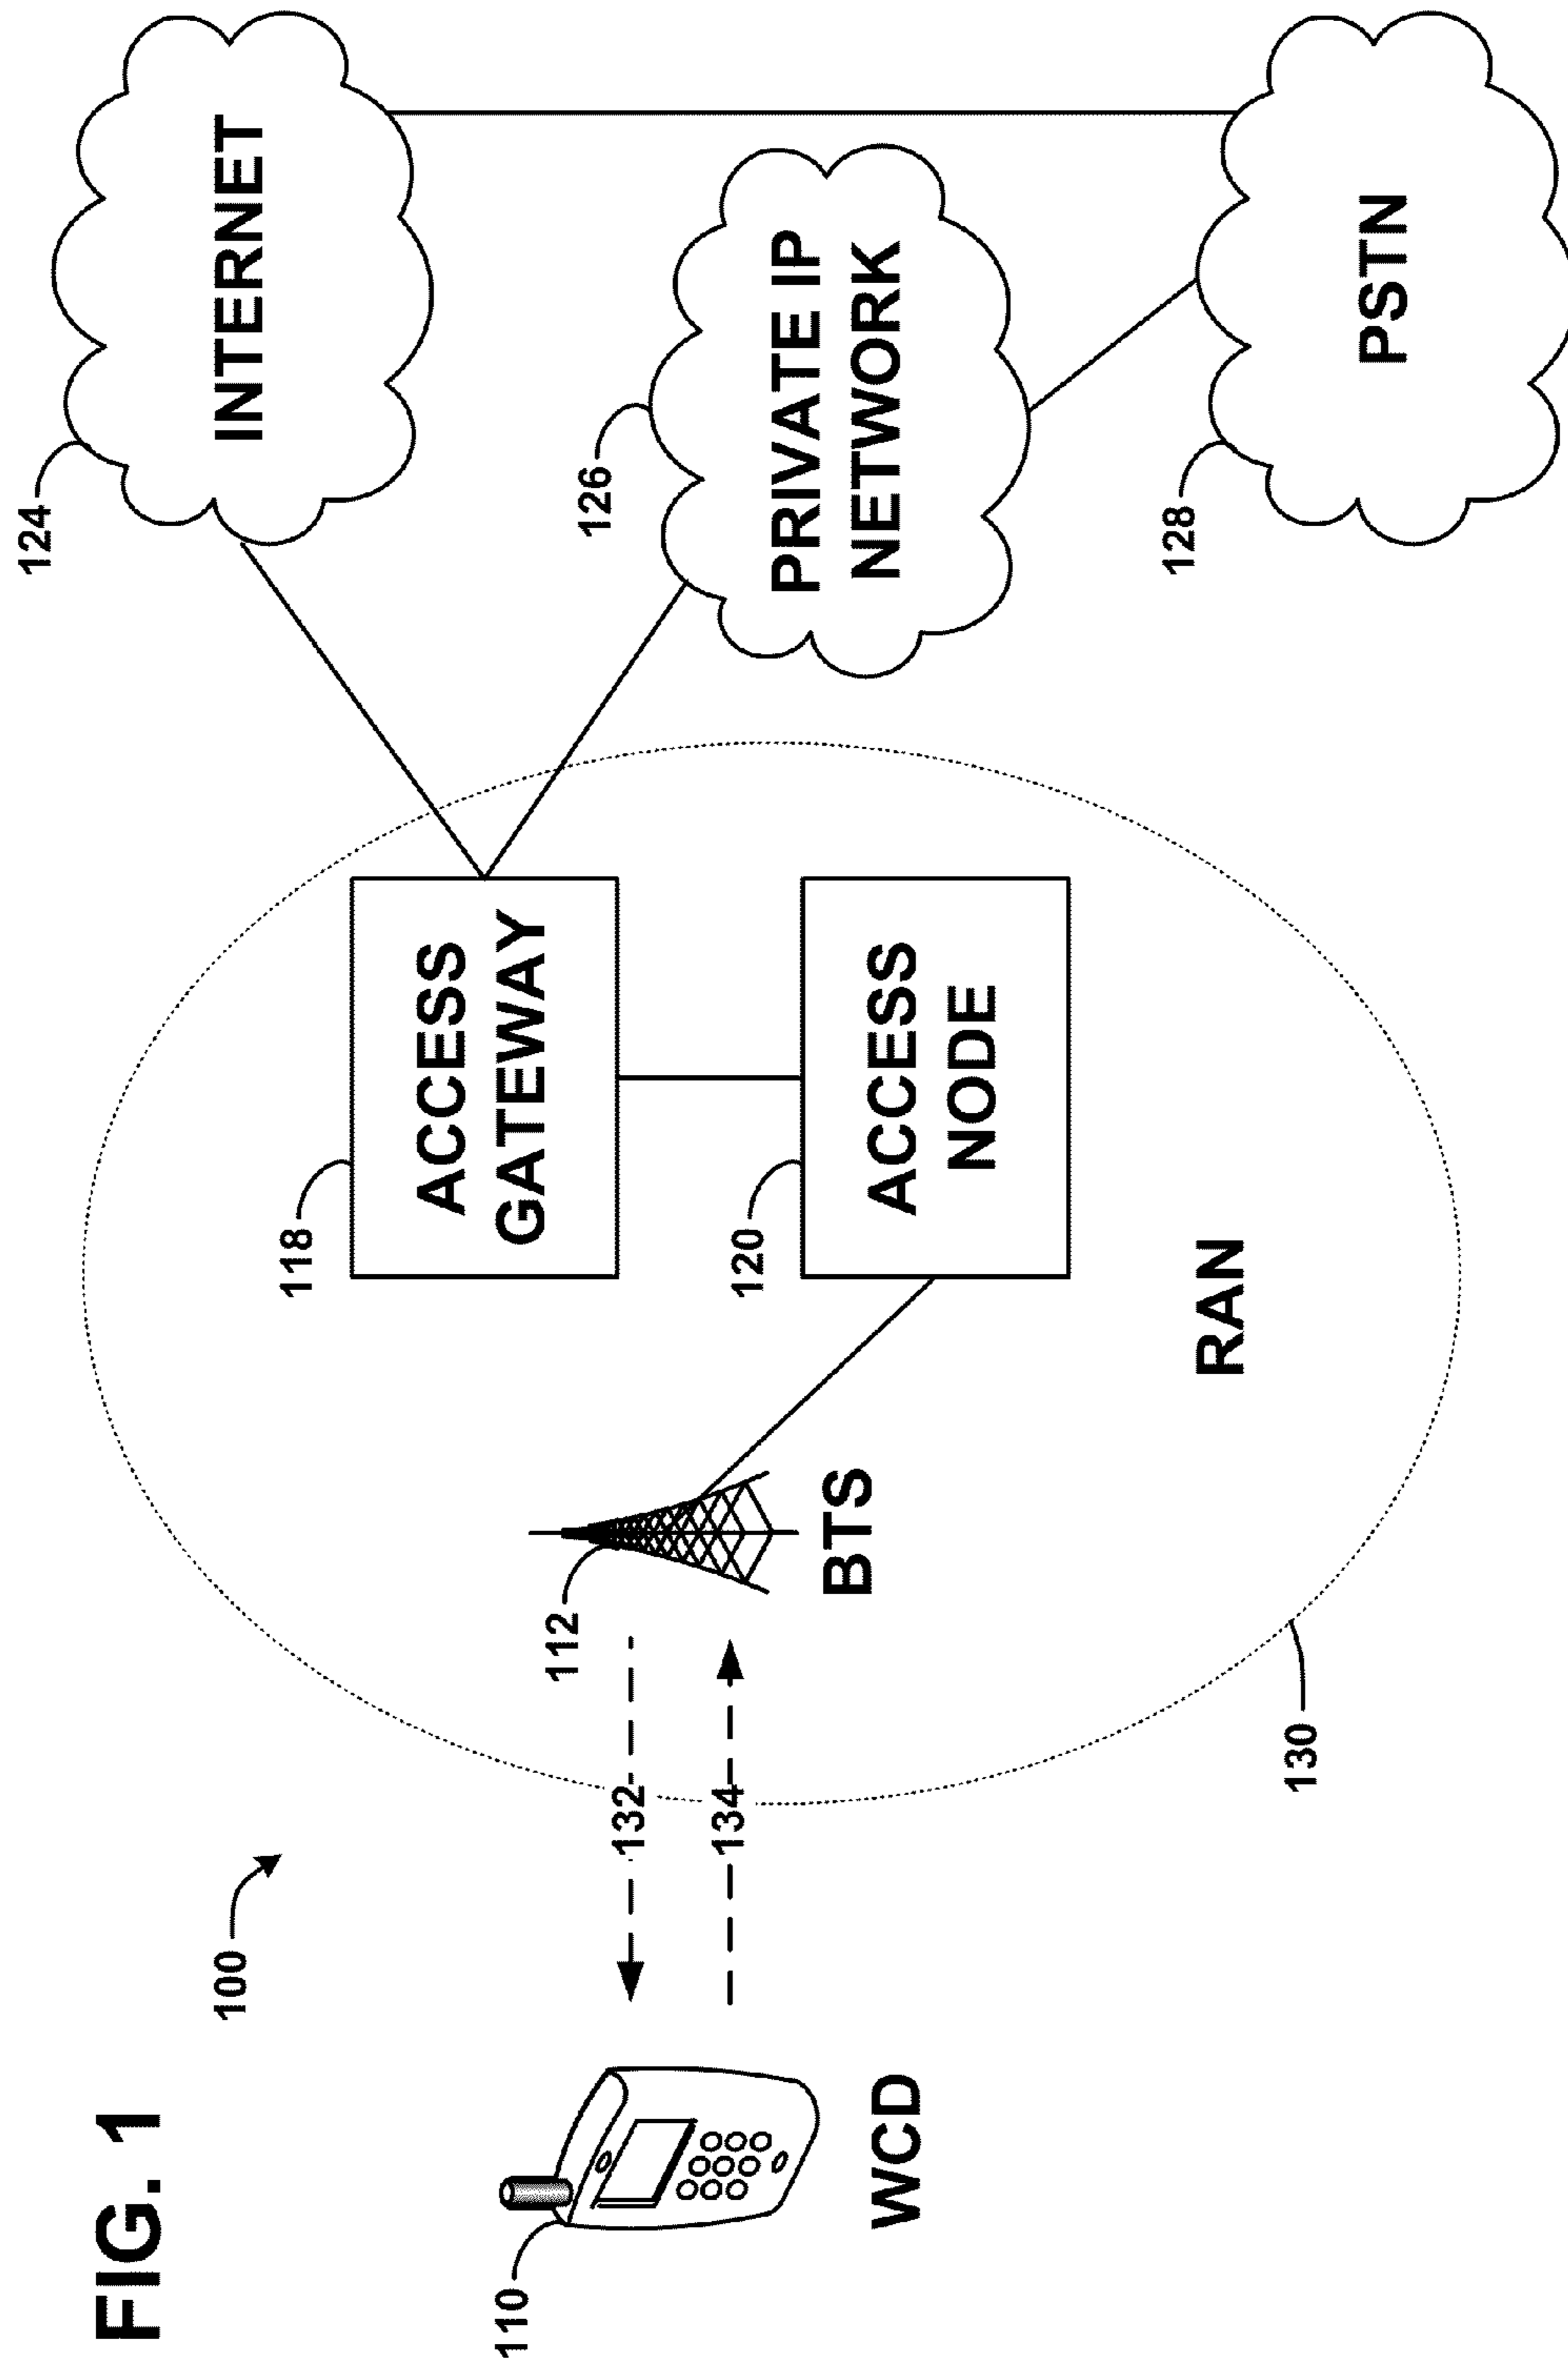 FIG. 1
100
110
WCD
132
134
112
BTS
118
ACCESS
GATEWAY
120
ACCESS
NODE
RAN
130
124
INTERNET
126
PRIVATE IP
NETWORK
128
PSTN